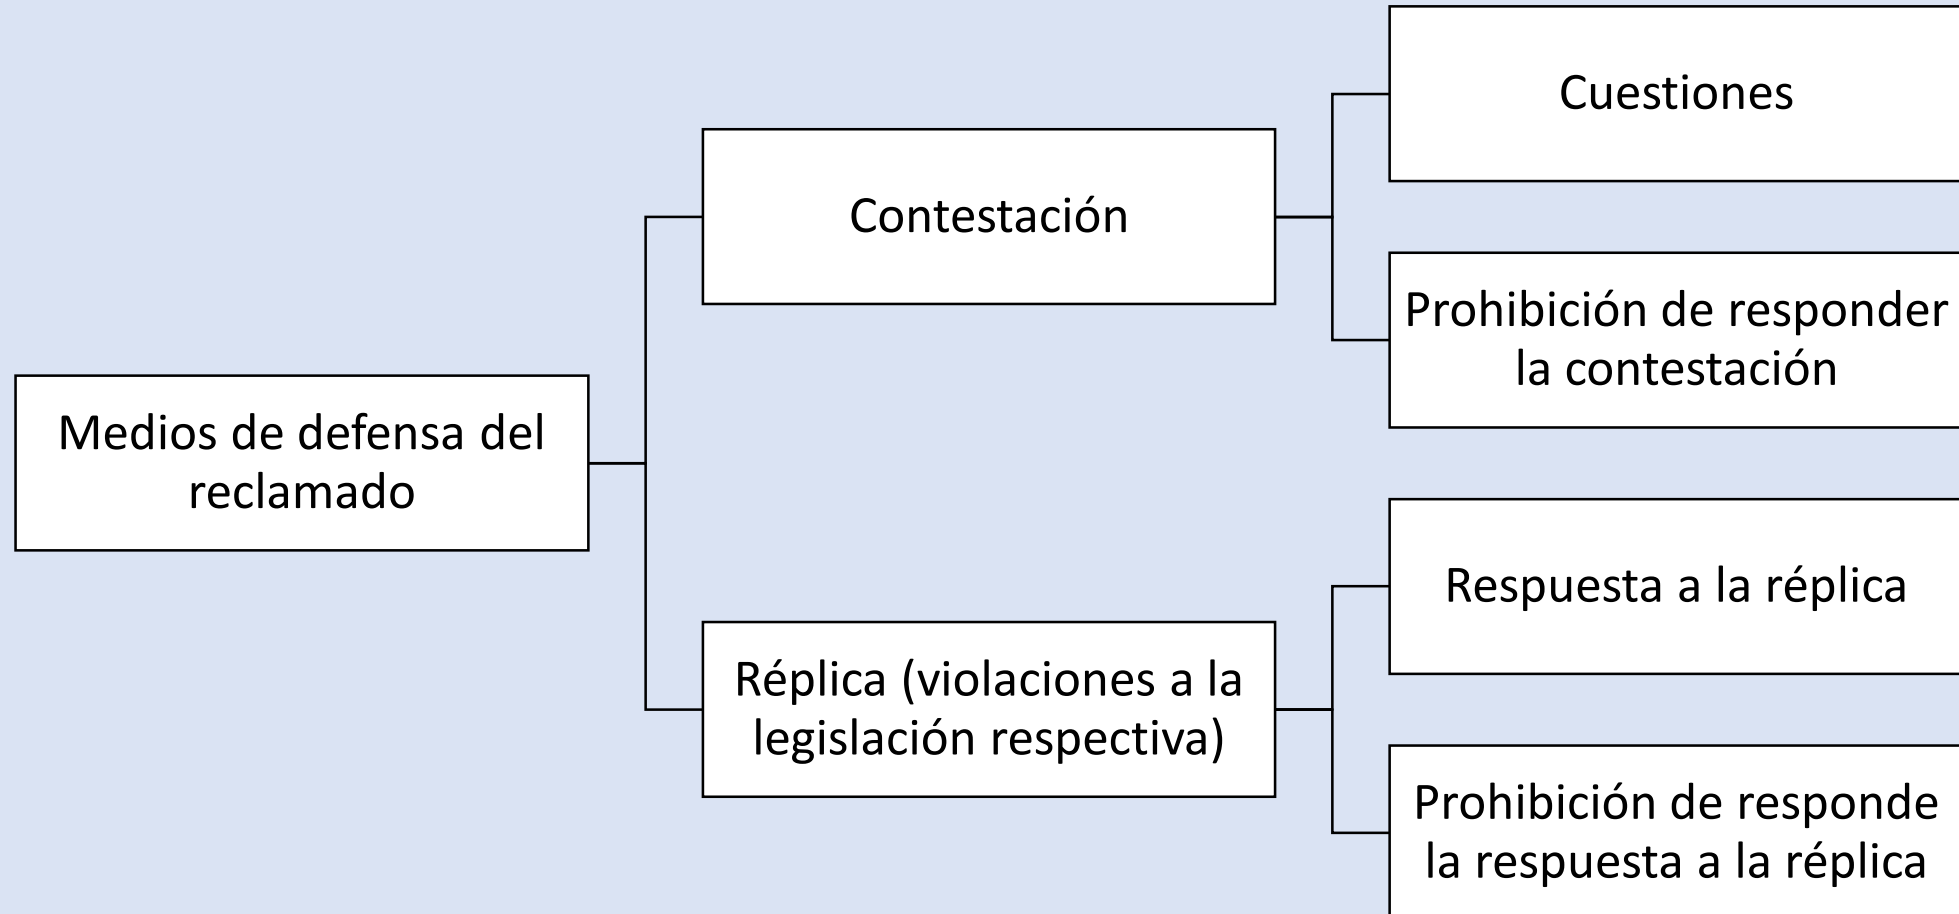 Medios de defensa del
reclamado
Contestación
Cuestiones
Prohibición de responder
la contestación
Réplica (violaciones a la
legislación respectiva)
Respuesta a la réplica
Prohibición de responde
la respuesta a la réplica